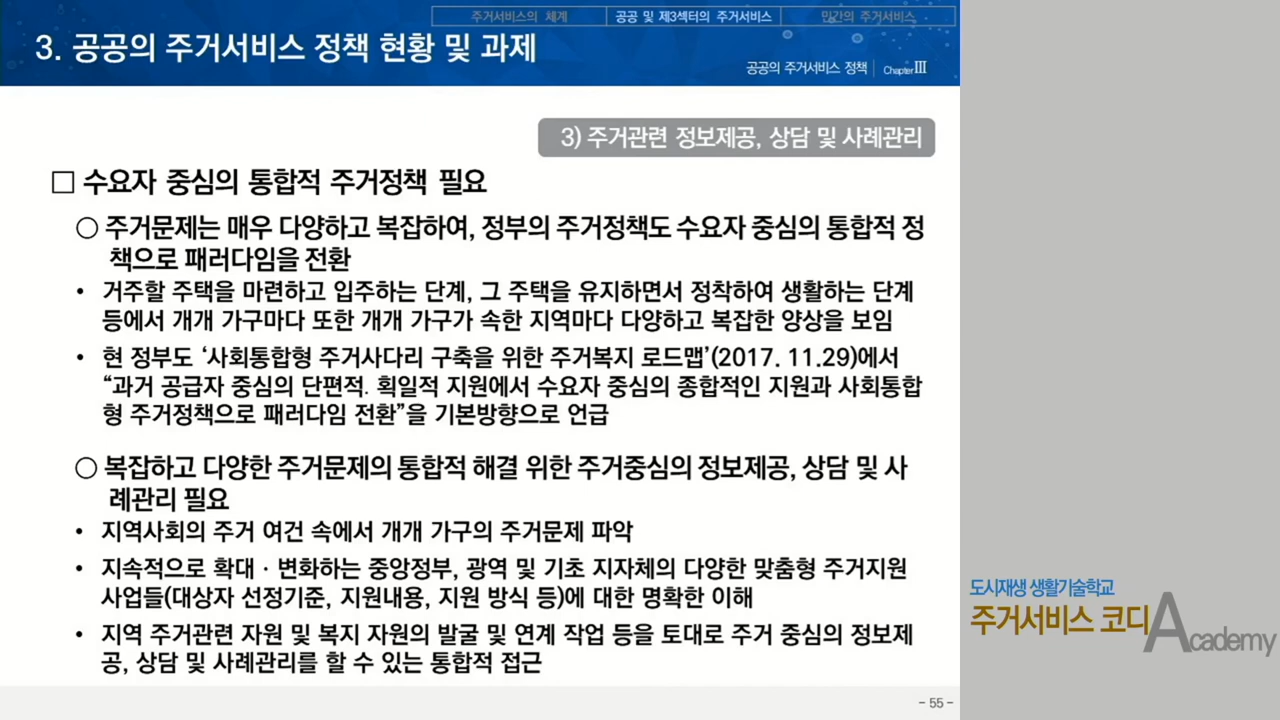 주거서비스의 체계
공공 및 제3섹터의 주거서비스
민간의 주거서비스
3. 공공의 주거서비스 정책 현황 및 과제
공공의 주거서비스 정책 | Chapter Ⅲ
3) 주거관련 정보제공, 상담 및 사례관리
□ 수요자 중심의 통합적 주거정책 필요
○ 주거문제는 매우 다양하고 복잡하여, 정부의 주거정책도 수요자 중심의 통합적 정
책으로 패러다임을 전환
• 거주할 주택을 마련하고 입주하는 단계, 그 주택을 유지하면서 정착하여 생활하는 단계
등에서 개개 가구마다 또한 개개 가구가 속한 지역마다 다양하고 복잡한 양상을 보임
• 현 정부도 ‘사회통합형 주거사다리 구축을 위한 주거복지 로드맵’(2017. 11.29)에서
“과거 공급자 중심의 단편적. 획일적 지원에서 수요자 중심의 종합적인 지원과 사회통합
형 주거정책으로 패러다임 전환”을 기본방향으로 언급
○ 복잡하고 다양한 주거문제의 통합적 해결 위한 주거중심의 정보제공, 상담 및 사
례관리 필요
• 지역사회의 주거 여건 속에서 개개 가구의 주거문제 파악
• 지속적으로 확대 · 변화하는 중앙정부, 광역 및 기초 지자체의 다양한 맞춤형 주거지원
사업들(대상자 선정기준, 지원내용, 지원 방식 등)에 대한 명확한 이해
• 지역 주거관련 자원 및 복지 자원의 발굴 및 연계 작업 등을 토대로 주거 중심의 정보제
공, 상담 및 사례관리를 할 수 있는 통합적 접근
- 55 -
도시재생 생활기술학교
주거서비스 코디 Academy